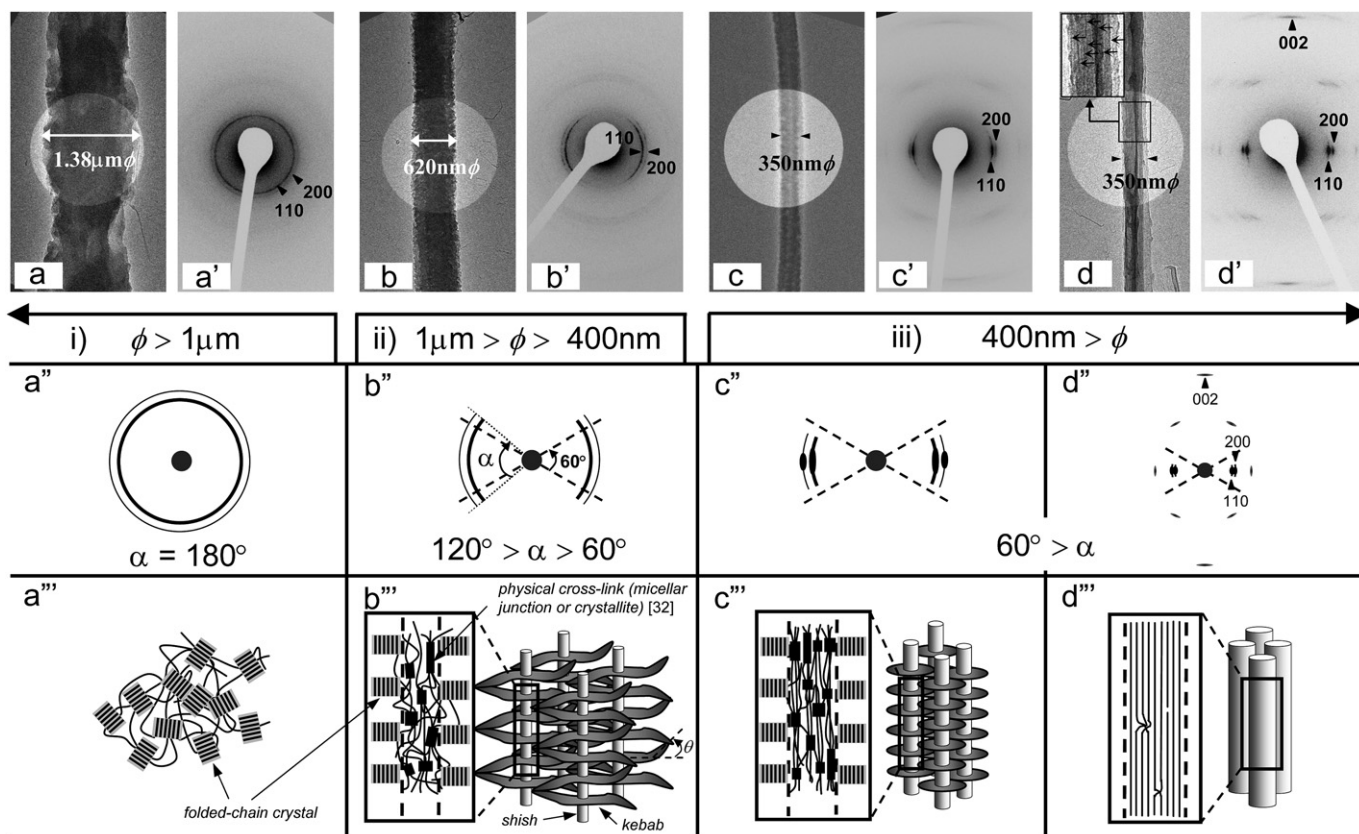 1.38μmϕ
a
200
110
a’
620nmϕ
b
110
200
b’
350nmϕ
c
200
110
c’
350nmϕ
d
002
200
110
d’
i) ϕ > 1μm
ii) 1μm > ϕ > 400nm
iii) 400nm > ϕ
a”
α = 180°
b”
α
60°
120° > α > 60°
c”
d”
002
200
110
60° > α
a”’
folded-chain crystal
b”’
physical cross-link (micellar
junction or crystallite) [32]
θ
shish
kebab
c”’
d”’